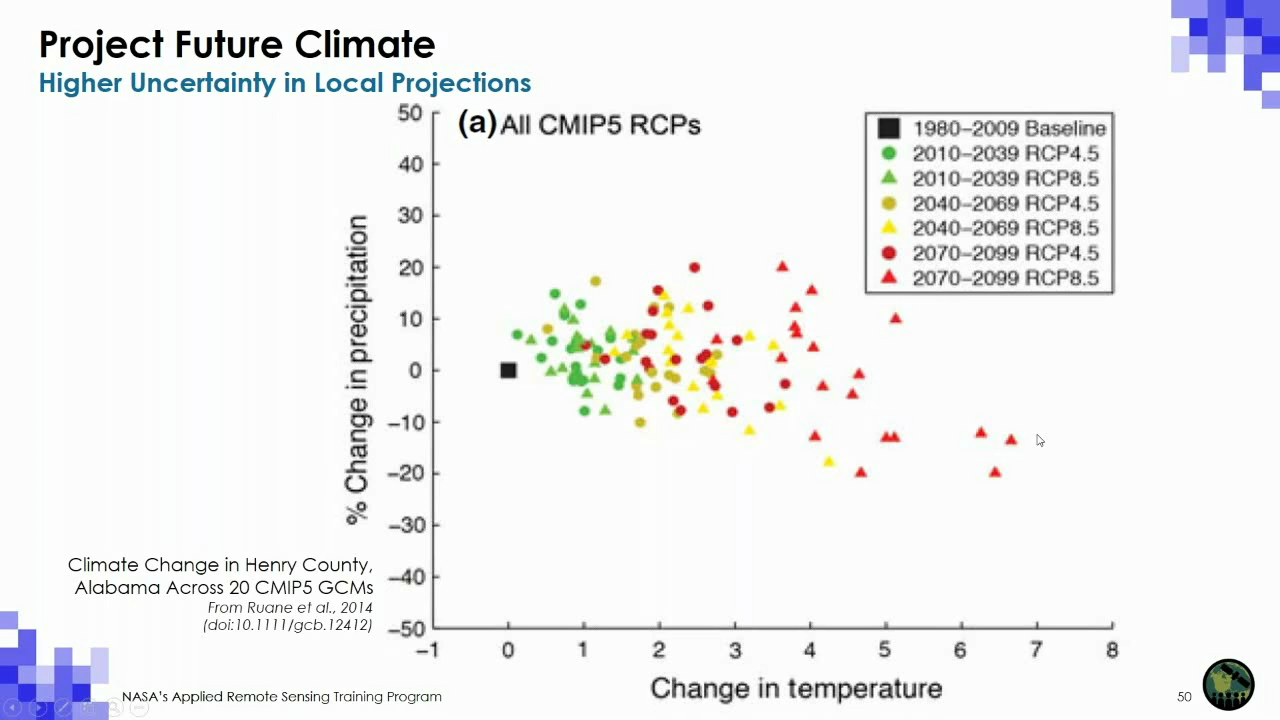 Project Future Climate
Higher Uncertainty in Local Projections
(a) All CMIP5 RCPs
1980–2009 Baseline
2010–2039 RCP4.5
2010–2039 RCP8.5
2040–2069 RCP4.5
2040–2069 RCP8.5
2070–2099 RCP4.5
2070–2099 RCP8.5
% Change in precipitation
50
40
30
20
10
0
−10
−20
−30
−40
−50
−1 0 1 2 3 4 5 6 7 8
Change in temperature
Climate Change in Henry County,
Alabama Across 20 CMIP5 GCMs
From Ruane et al., 2014
(doi:10.1111/gcb.12412)
NASA's Applied Remote Sensing Training Program
50